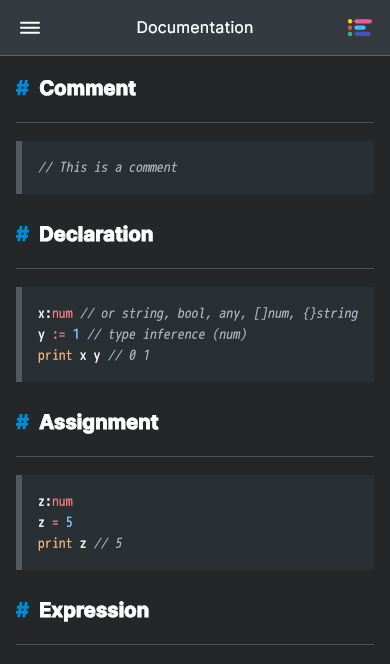 Documentation
# Comment
// This is a comment
# Declaration
x:num // or string, bool, any, []num, {}string
y := 1 // type inference (num)
print x y // 0 1
# Assignment
z:num
z = 5
print z // 5
# Expression